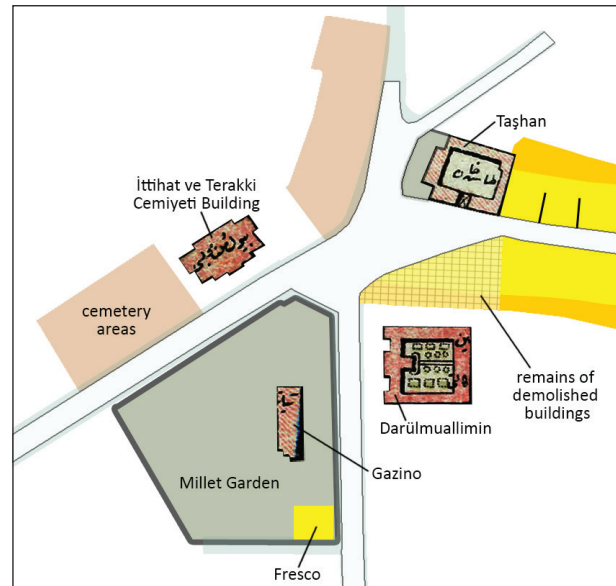 Taşhan
İttihat ve Terakki
Cemiyeti Building
cemetery
areas
remains of
demolished
buildings
Darülmuallimin
Millet Garden
Gazino
Fresco